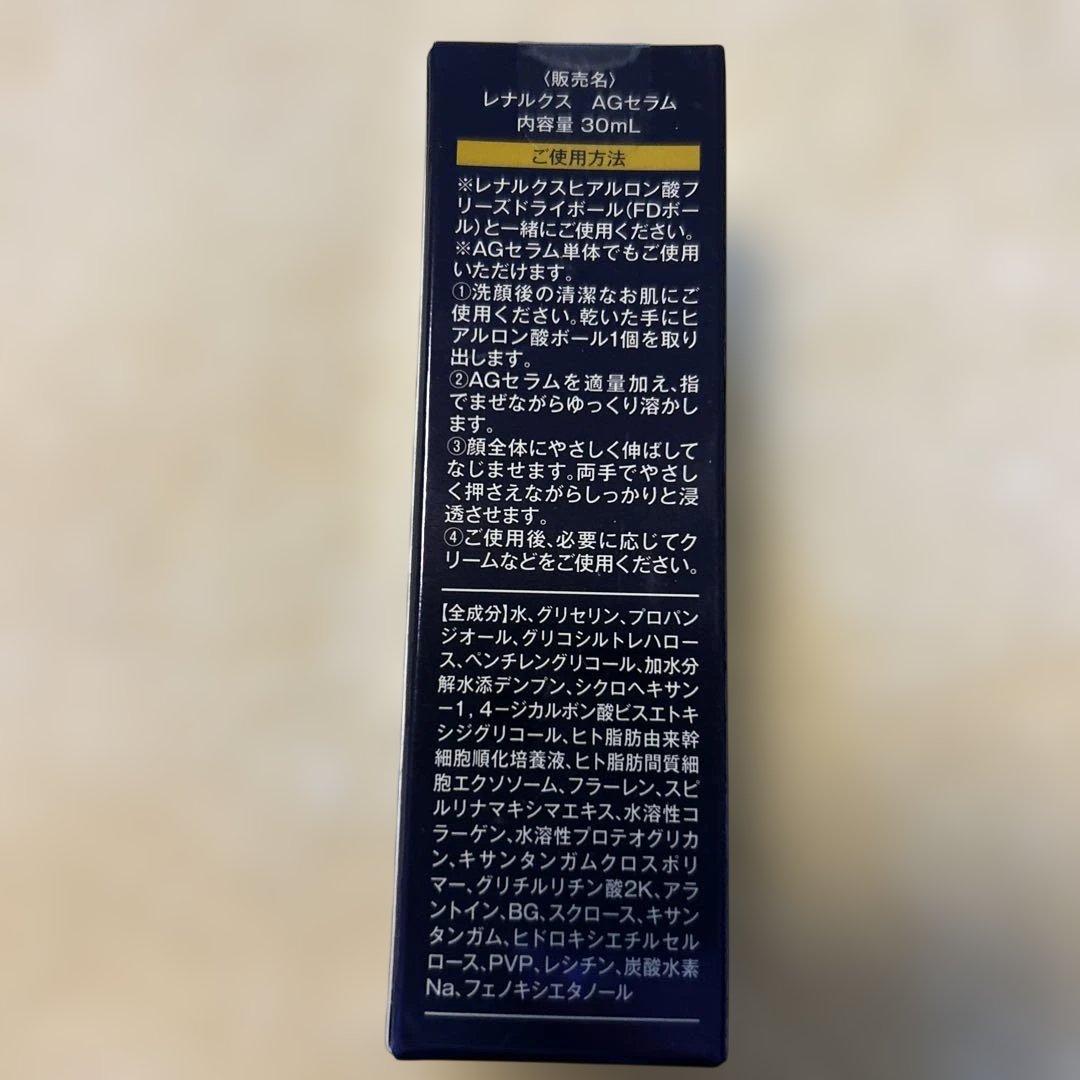 〈販売名〉
レナルクス　AGセラム
内容量 30mL
ご使用方法
※レナルクスヒアルロン酸フ
リーズドライボール(FDボー
ル)と一緒にご使用ください。
※AGセラム単体でもご使用
いただけます。
①洗顔後の清潔なお肌にご
使用ください。乾いた手にヒ
アルロン酸ボール1個を取り
出します。
②AGセラムを適量加え、指
でまぜながらゆっくり溶かし
ます。
③顔全体にやさしく伸ばして
なじませます。両手でやさし
く押さえながらしっかりと浸
透させます。
④ご使用後、必要に応じてク
リームなどをご使用ください。
【全成分】水、グリセリン、プロパン
ジオール、グリコシルトレハロー
ス、ペンチレングリコール、加水分
解水添デンプン、シクロヘキサン
－1，4－ジカルボン酸ビスエトキ
シジグリコール、ヒト脂肪由来幹
細胞順化培養液、ヒト脂肪間質細
胞エクソソーム、フラーレン、スピ
ルリナマキシマエキス、水溶性コ
ラーゲン、水溶性プロテオグリカ
ン、キサンタンガムクロスポリ
マー、グリチルリチン酸2K、アラ
ントイン、BG、スクロース、キサン
タンガム、ヒドロキシエチルセル
ロース、PVP、レシチン、炭酸水素
Na、フェノキシエタノール